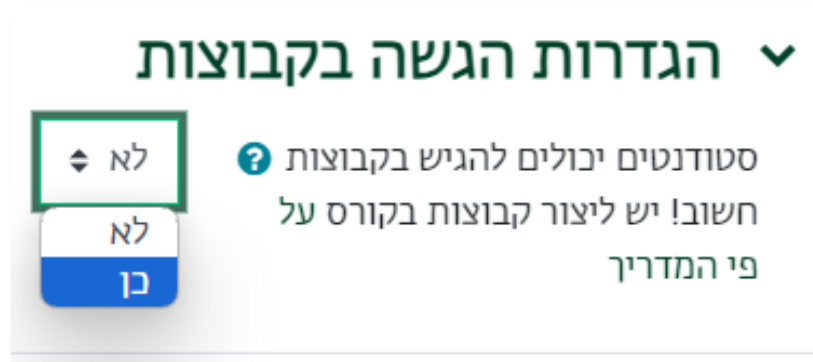 הגדרות הגשה בקבוצות
סטודנטים יכולים להגיש בקבוצות ?
חשוב! יש ליצור קבוצות בקורס על
פי המדריך
לא
לא
כן